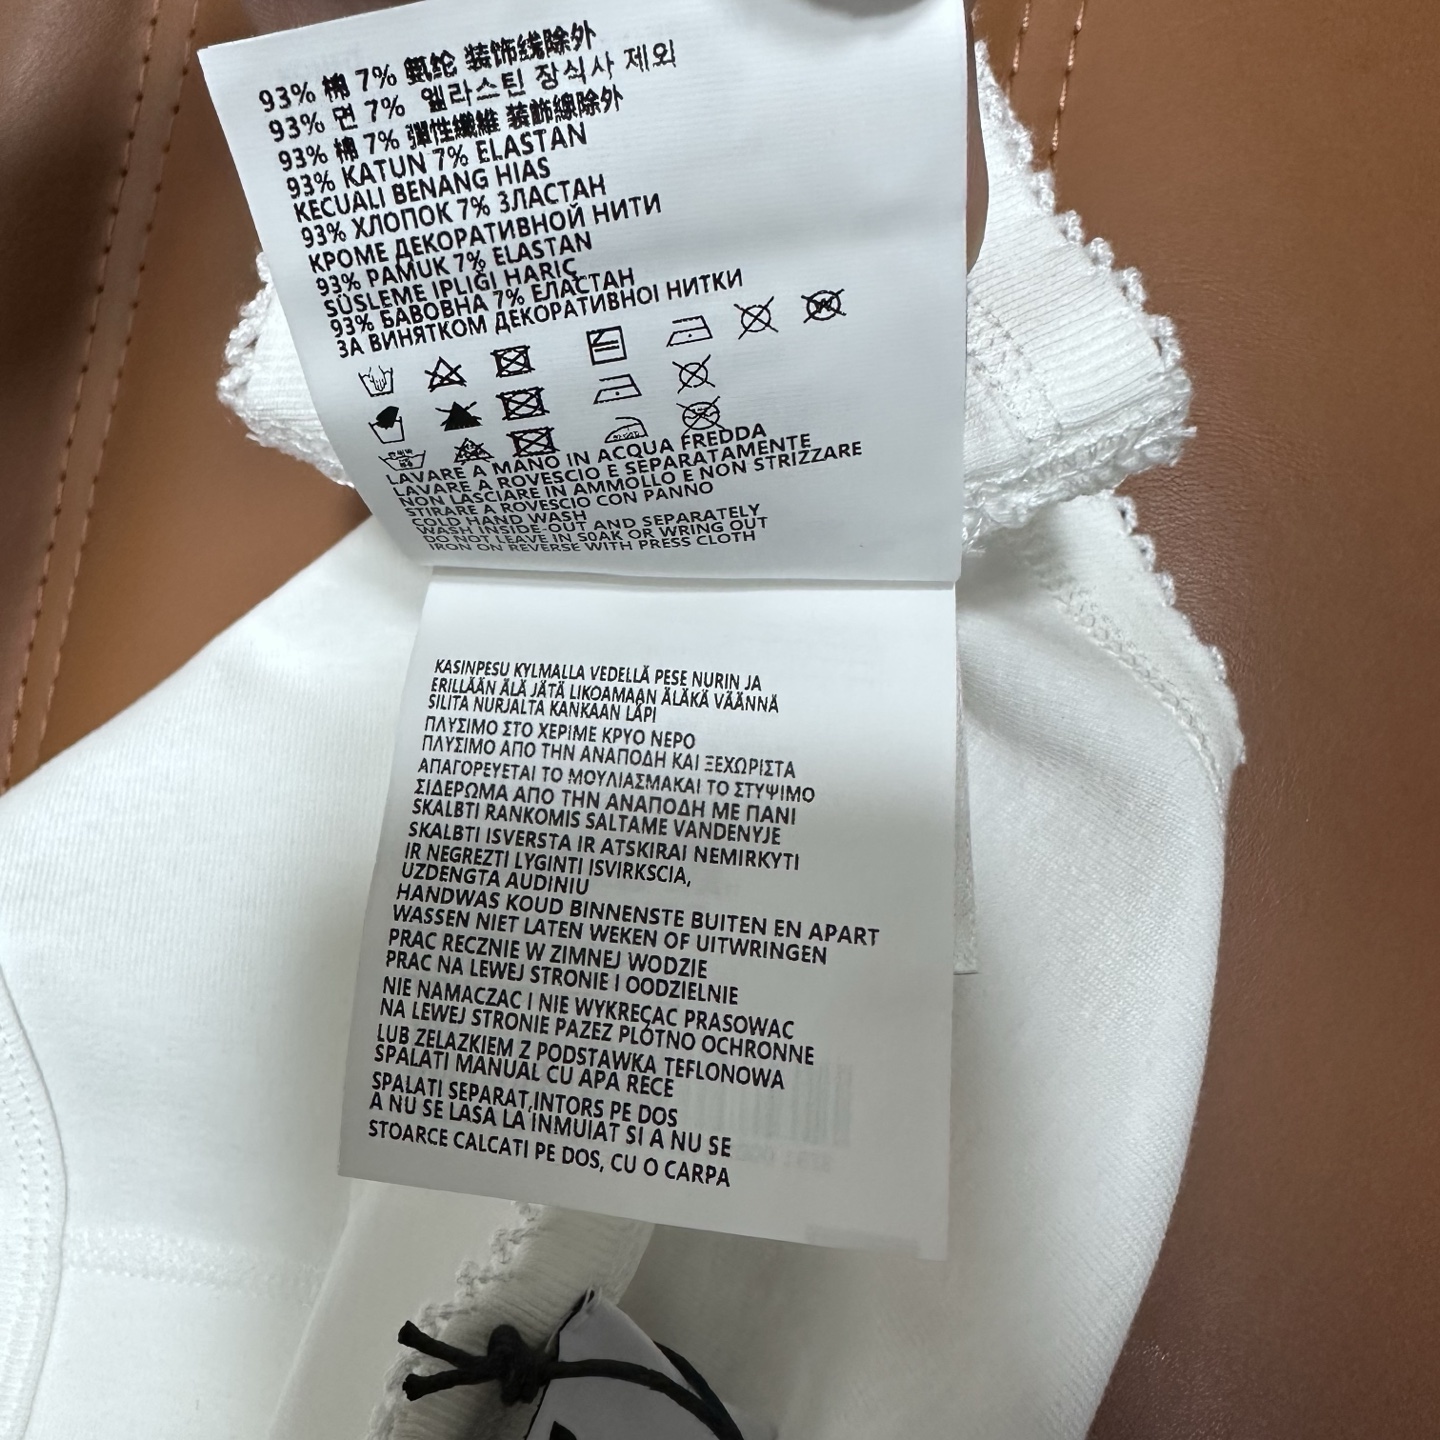 93% 棉 7% 氨纶 装饰线除外
93% 면 7% 엘라스틴 장식사 제외
93% 棉 7% 彈性纖維 装飾線除外
93% KATUN 7% ELASTAN
KECUALI BENANG HIAS
93% ХЛОПОК 7% ЗЛАСТАН
КРОМЕ ДЕКОРАТИВНОЙ НИТИ
93% PAMUK 7% ELASTAN
SÜSLEME IPLIĞI HARIÇ
93% БАВОВНА 7% ЕЛАСТАН
ЗА ВИНЯТКОМ ДЕКОРАТИВНОІ НИТКИ
LAVARE A MANO IN ACQUA FREDDA
LAVARE A ROVESCIO E SEPARATAMENTE
NON LASCIARE IN AMMOLLO E NON STRIZZARE
STIRARE A ROVESCIO CON PANNO
COLD HAND WASH
WASH INSIDE-OUT AND SEPARATELY
DO NOT LEAVE IN SOAK OR WRING OUT
IRON ON REVERSE WITH PRESS CLOTH
KASINPESU KYLMALLA VEDELLÄ PESE NURIN JA
ERILLÄÄN ÄLÄ JÄTÄ LIKOAMAAN ÄLÄKÄ VÄÄNNÄ
SILITA NURJALTA KANKAAN LÄPI
ΠΛΥΣΙΜΟ ΣΤΟ ΧΕΡΙΜΕ ΚΡΥΟ ΝΕΡΟ
ΠΛΥΣΙΜΟ ΑΠΟ ΤΗΝ ΑΝΑΠΟΔΗ ΚΑΙ ΞΕΧΩΡΙΣΤΑ
ΑΠΑΓΟΡΕΥΕΤΑΙ ΤΟ ΜΟΥΛΙΑΣΜΑΚΑΙ ΤΟ ΣΤΥΨΙΜΟ
ΣΙΔΕΡΩΜΑ ΑΠΟ ΤΗΝ ΑΝΑΠΟΔΗ ΜΕ ΠΑΝΙ
SKALBTI RANKOMIS SALTAME VANDENYJE
SKALBTI ISVERSTA IR ATSKIRAI NEMIRKYTI
IR NEGREZTI LYGINTI ISVIRKSCIA,
UZDENGTA AUDINIU
HANDWAS KOUD BINNENSTE BUITEN EN APART
WASSEN NIET LATEN WEKEN OF UITWRINGEN
PRAC RECZNIE W ZIMNEJ WODZIE
PRAC NA LEWEJ STRONIE I OODZIELNIE
NIE NAMACZAC I NIE WYKREÇAC PRASOWAC
NA LEWEJ STRONIE PAZEZ PLÓTNO OCHRONNE
LUB ZELAZKIEM Z PODSTAWKA TEFLONOWA
SPALATI MANUAL CU APA RECE
SPALATI SEPARAT,INTORS PE DOS
A NU SE LASA LA INMUIAT SI A NU SE
STOARCE CALCATI PE DOS, CU O CARPA